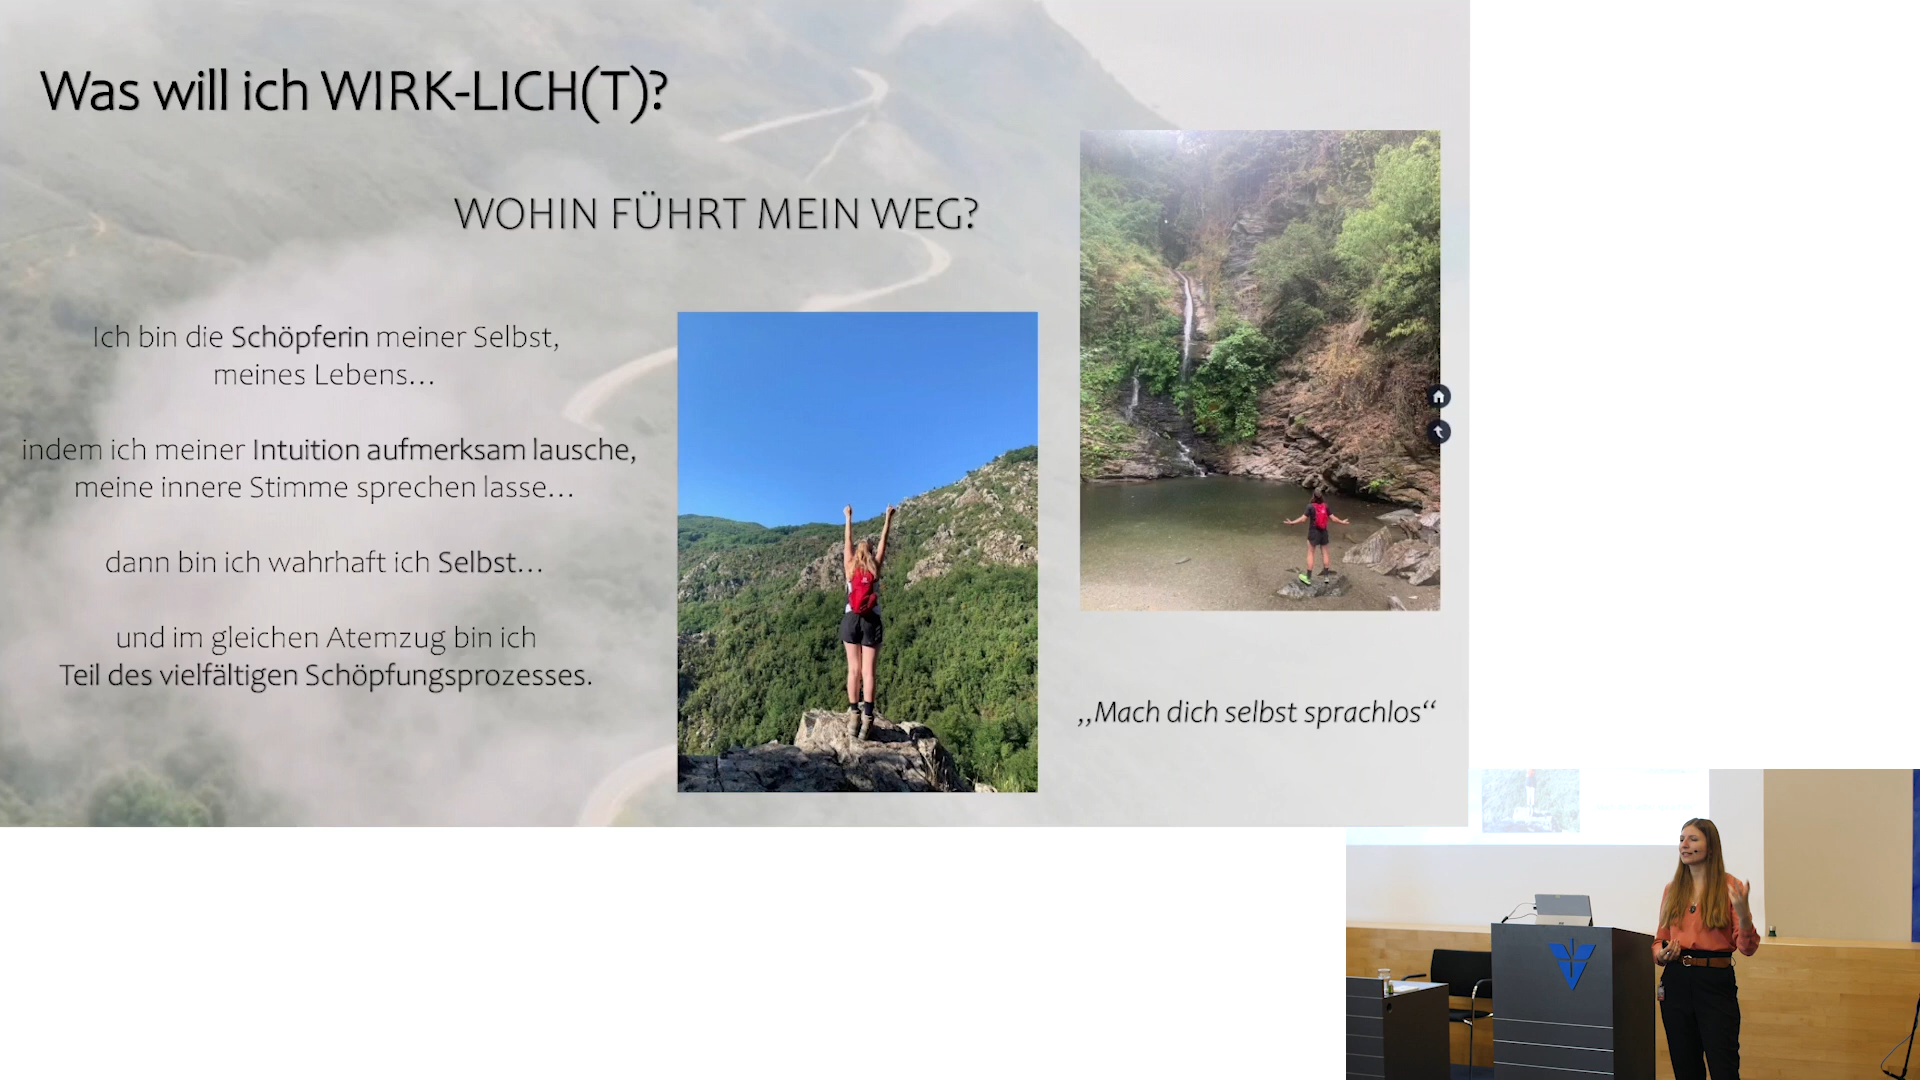 Was will ich WIRK-LICH(T)?
WOHIN FÜHRT MEIN WEG?
Ich bin die Schöpferin meiner Selbst,
meines Lebens…
indem ich meiner Intuition aufmerksam lausche,
meine innere Stimme sprechen lasse…
dann bin ich wahrhaft ich Selbst…
und im gleichen Atemzug bin ich
Teil des vielfältigen Schöpfungsprozesses.
,,Mach dich selbst sprachlos“